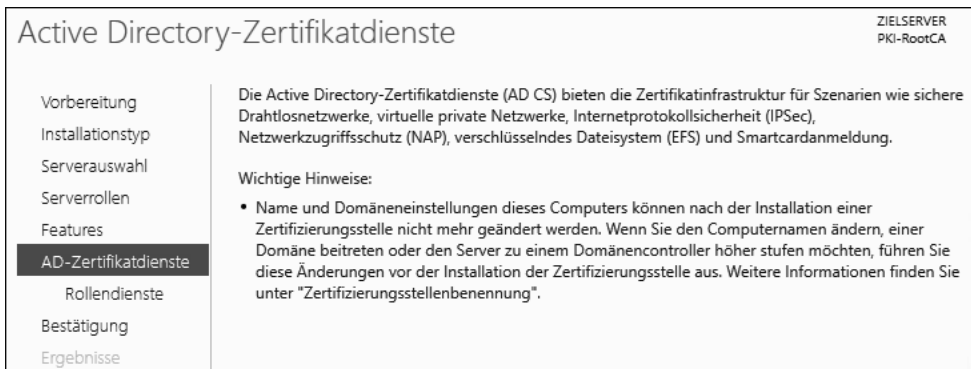 Active Directory-Zertifikatdienste
ZIELSERVER
PKI-RootCA
Vorbereitung
Installationstyp
Serverauswahl
Serverrollen
Features
AD-Zertifikatdienste
Rollendienste
Bestätigung
Ergebnisse
Die Active Directory-Zertifikatdienste (AD CS) bieten die Zertifikatinfrastruktur für Szenarien wie sichere
Drahtlosnetzwerke, virtuelle private Netzwerke, Internetprotokollsicherheit (IPSec),
Netzwerkzugriffsschutz (NAP), verschlüsselndes Dateisystem (EFS) und Smartcardanmeldung.
Wichtige Hinweise:
• Name und Domäneneinstellungen dieses Computers können nach der Installation einer
Zertifizierungsstelle nicht mehr geändert werden. Wenn Sie den Computernamen ändern, einer
Domäne beitreten oder den Server zu einem Domänencontroller höher stufen möchten, führen Sie
diese Änderungen vor der Installation der Zertifizierungsstelle aus. Weitere Informationen finden Sie
unter "Zertifizierungsstellenbenennung".